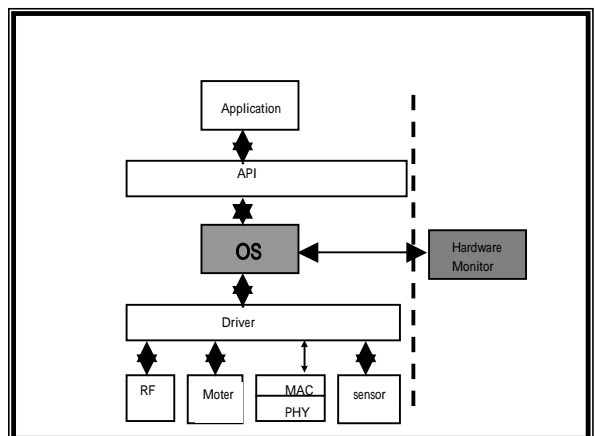 Application
API
OS
Hardware
Monitor
Driver
RF
Moter
MAC
PHY
sensor